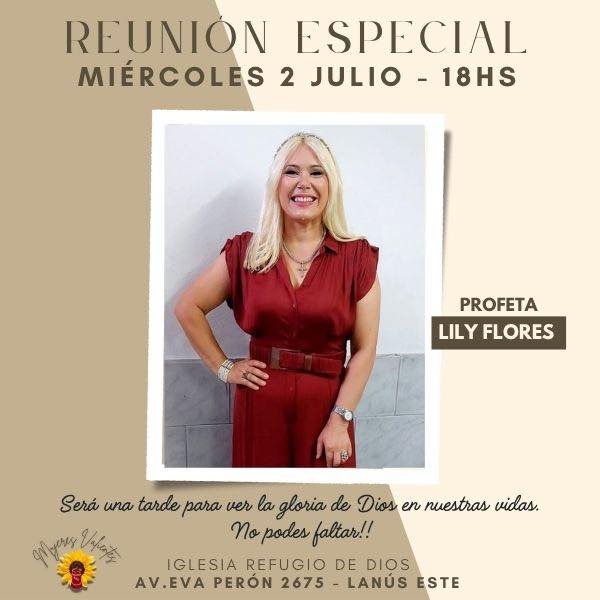 REUNIÓN ESPECIAL
MIÉRCOLES 2 JULIO - 18HS
PROFETA
LILY FLORES
Será una tarde para ver la gloria de Dios en nuestras vidas.
No podes faltar!!
Mujeres Valientes
IGLESIA REFUGIO DE DIOS
AV.EVA PERÓN 2675 - LANÚS ESTE